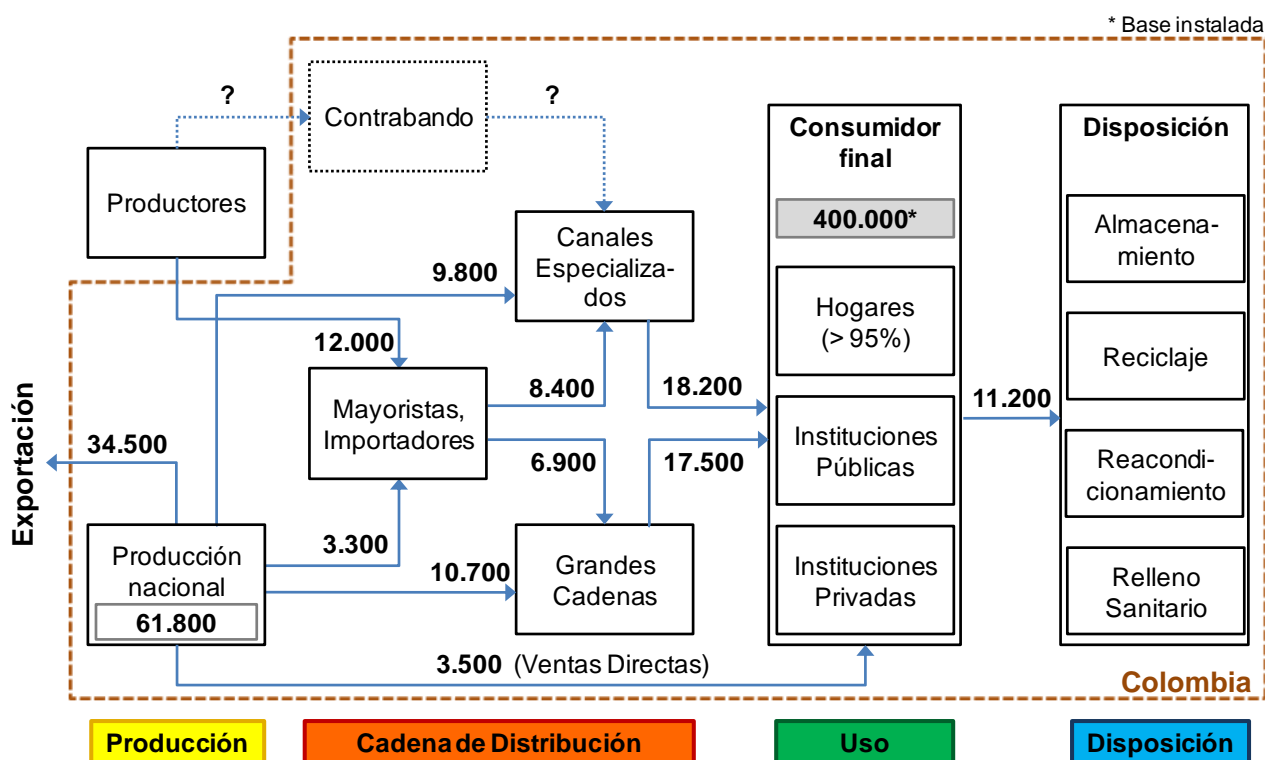 * Base instalada
?
?
Contrabando
Productores
Consumidor
final
400.000*
Hogares
(> 95%)
Instituciones
Públicas
Instituciones
Privadas
Disposición
Almacena-
miento
Reciclaje
Reacondi-
cionamiento
Relleno
Sanitario
Canales
Especializa-
dos
9.800
12.000
Mayoristas,
Importadores
8.400
6.900
18.200
17.500
11.200
Exportación
34.500
Producción
nacional
61.800
3.300
10.700
Grandes
Cadenas
3.500 (Ventas Directas)
Colombia
Producción
Cadena de Distribución
Uso
Disposición